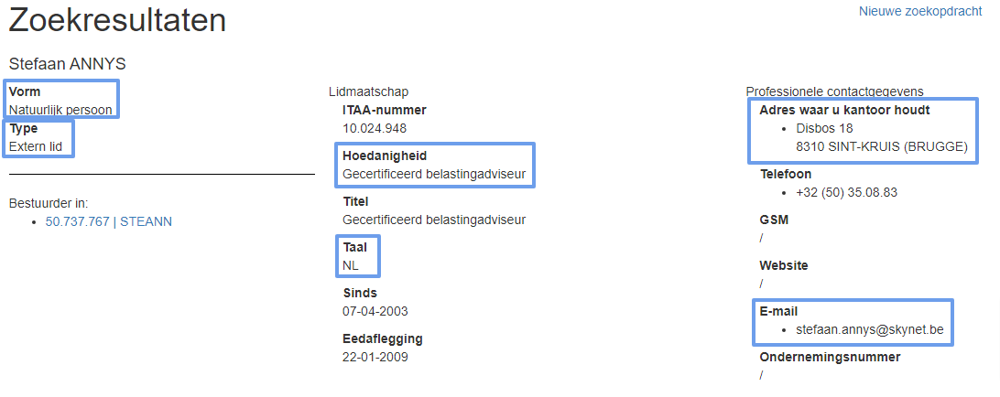 Zoekresultaten
Nieuwe zoekopdracht
Stefaan ANNYS
Vorm
Natuurlijk persoon
Type
Extern lid
Bestuurder in:
50.737.767 | STEANN
Lidmaatschap
ITAA-nummer
10.024.948
Hoedanigheid
Gecertificeerd belastingadviseur
Titel
Gecertificeerd belastingadviseur
Taal
NL
Sinds
07-04-2003
Eedaflegging
22-01-2009
Professionele contactgegevens
Adres waar u kantoor houdt
Disbos 18
8310 SINT-KRUIS (BRUGGE)
Telefoon
+32 (50) 35.08.83
GSM
/
Website
/
E-mail
stefaan.annys@skynet.be
Ondernemingsnummer
/